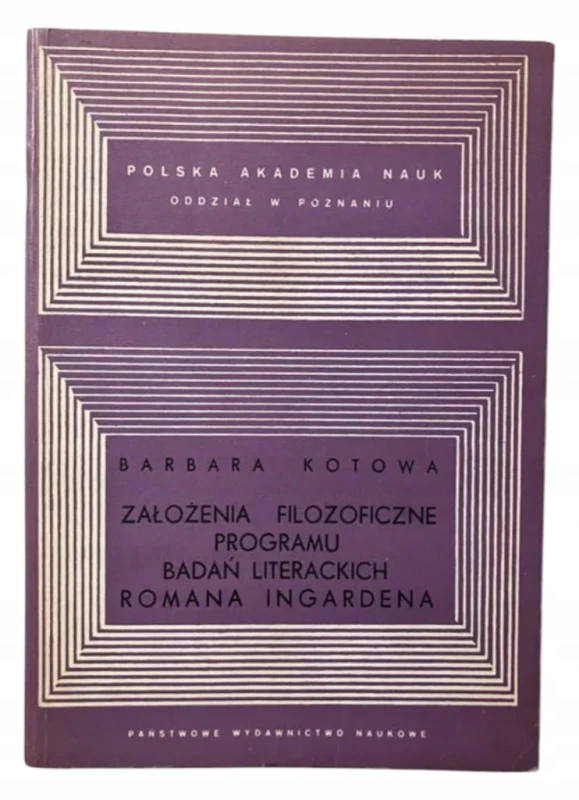 POLSKA AKADEMIA NAUK
ODDZIAŁ W POZNANIU
BARBARA KOTOWA
ZAŁOŻENIA FILOZOFICZNE
PROGRAMU
BADAŃ LITERACKICH
ROMANA INGARDENA
PAŃSTWOWE WYDAWNICTWO NAUKOWE